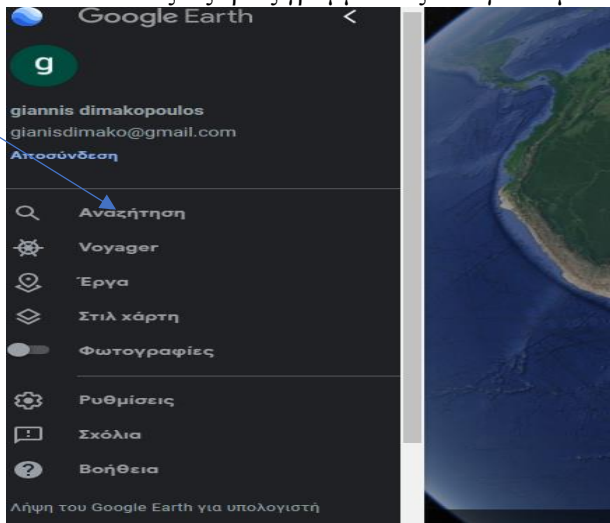 Google Earth
<
g
giannis dimakopoulos
gianisdimako@gmail.com
Αποσύνδεση
Αναζήτηση
Voyager
Έργα
Στιλ χάρτη
Φωτογραφίες
Ρυθμίσεις
Σχόλια
Βοήθεια
Λήψη του Google Earth για υπολογιστή